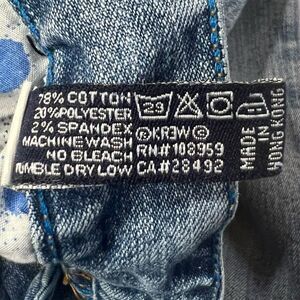 78% COTTON
20% POLYESTER
2% SPANDEX
MACHINE WASH
NO BLEACH
TUMBLE DRY LOW
29
®KR3W©
RN#108959
CA#28492
MADE
IN
HONG KONG